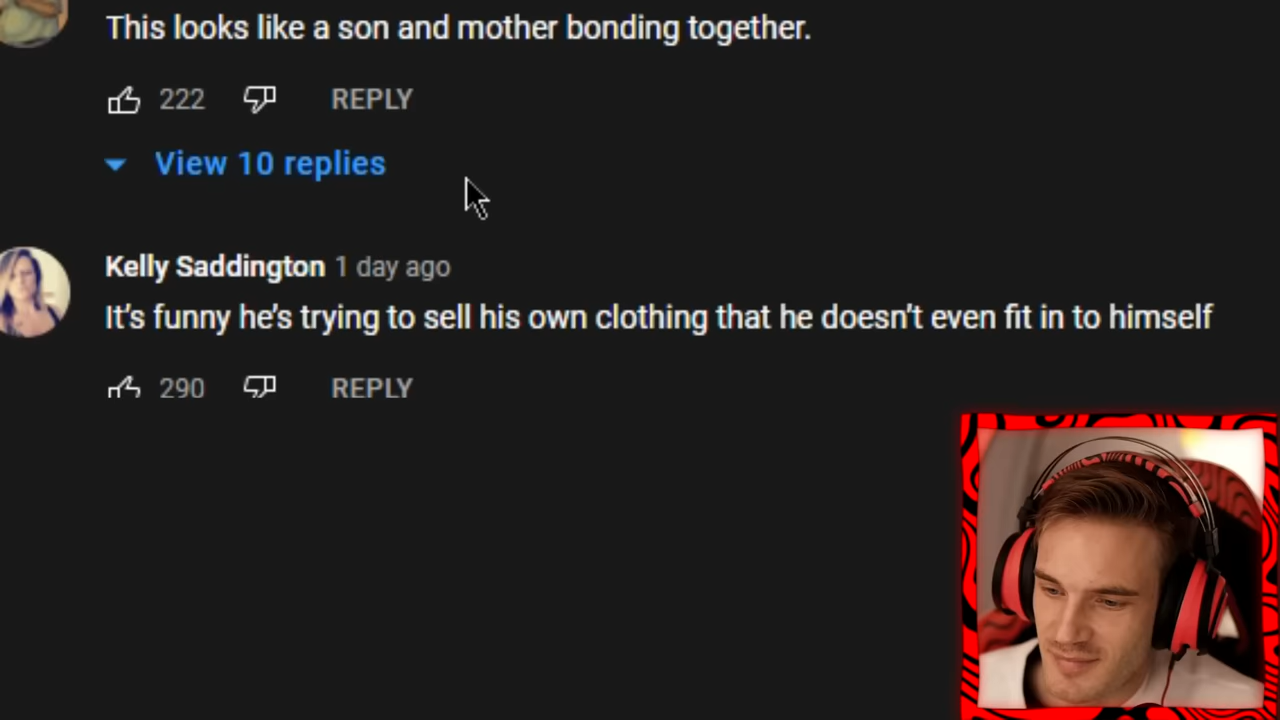 This looks like a son and mother bonding together.
222 REPLY
View 10 replies
Kelly Saddington 1 day ago
It's funny he's trying to sell his own clothing that he doesn't even fit in to himself
290 REPLY